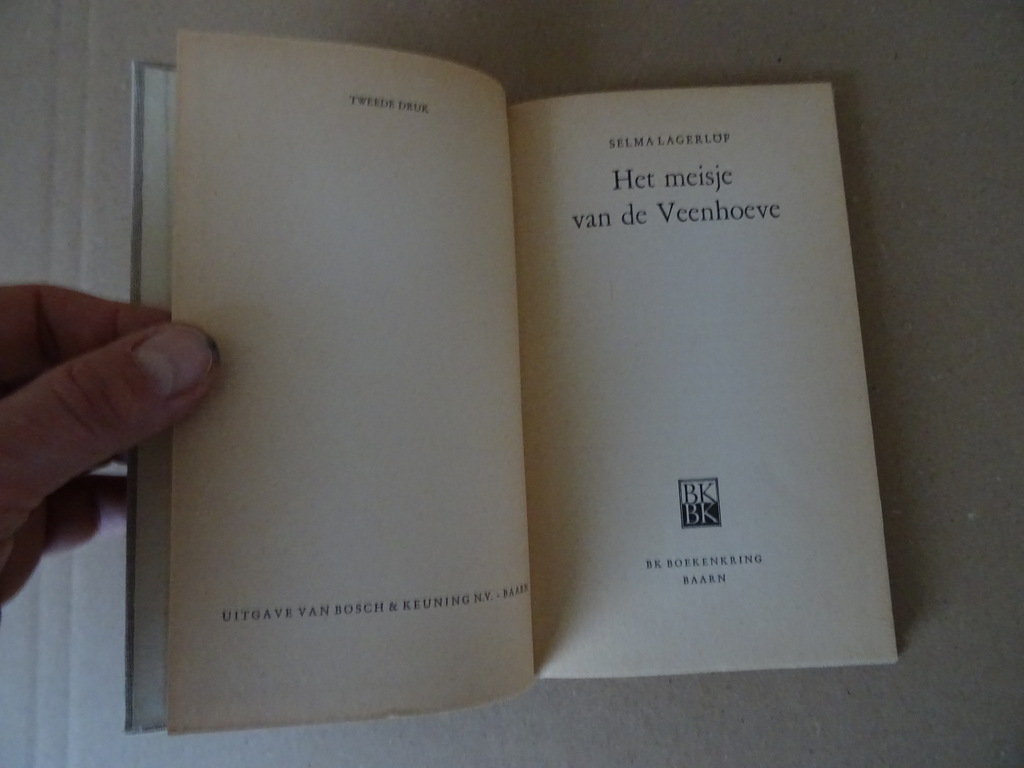 TWEEDE DRUK
UITGAVE VAN BOSCH & KEUNING N.V. - BAARN
SELMA LAGERLÖF
Het meisje
van de Veenhoeve
BK
BK
BK BOEKENKRING
BAARN